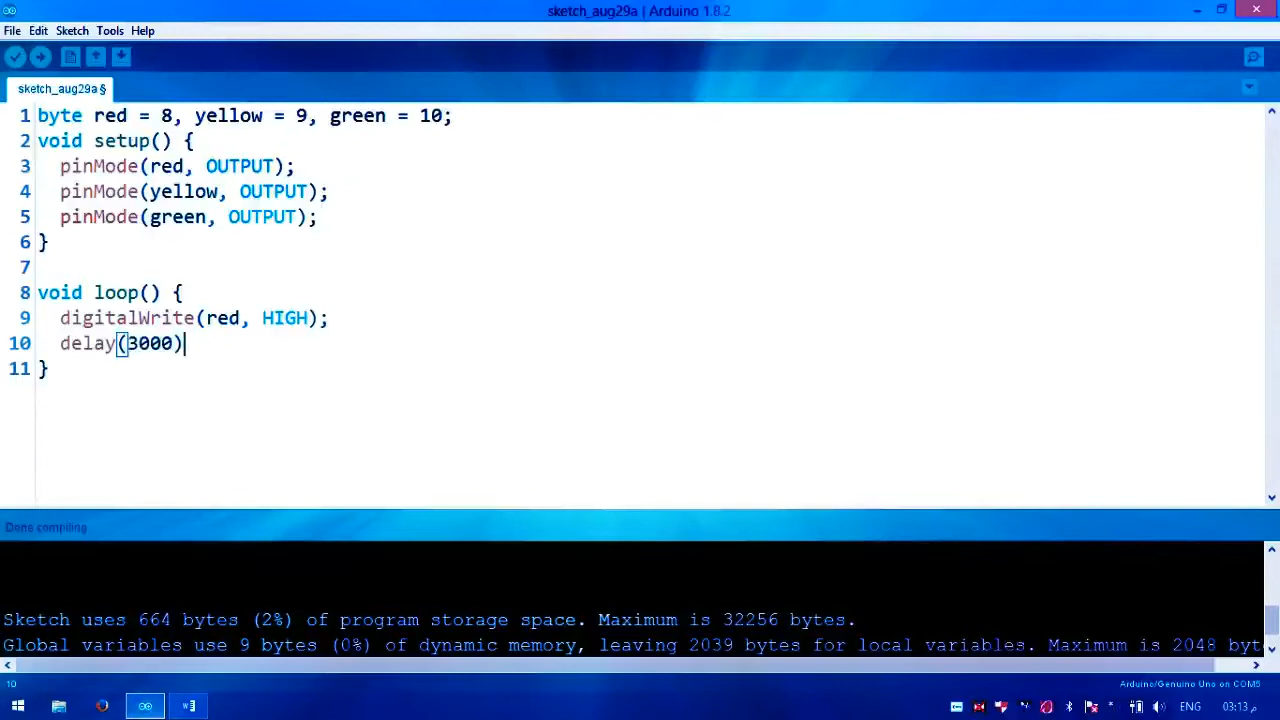 sketch_aug29a | Arduino 1.8.2
File Edit Sketch Tools Help
sketch_aug29a §
1 byte red = 8, yellow = 9, green = 10;
2 void setup() {
3 pinMode(red, OUTPUT);
4 pinMode(yellow, OUTPUT);
5 pinMode(green, OUTPUT);
6 }
7
8 void loop() {
9 digitalWrite(red, HIGH);
10 delay(3000)
11 }
Done compiling
Sketch uses 664 bytes (2%) of program storage space. Maximum is 32256 bytes.
Global variables use 9 bytes (0%) of dynamic memory, leaving 2039 bytes for local variables. Maximum is 2048 byt
10
Arduino/Genuino Uno on COM5
ENG
03:13 م